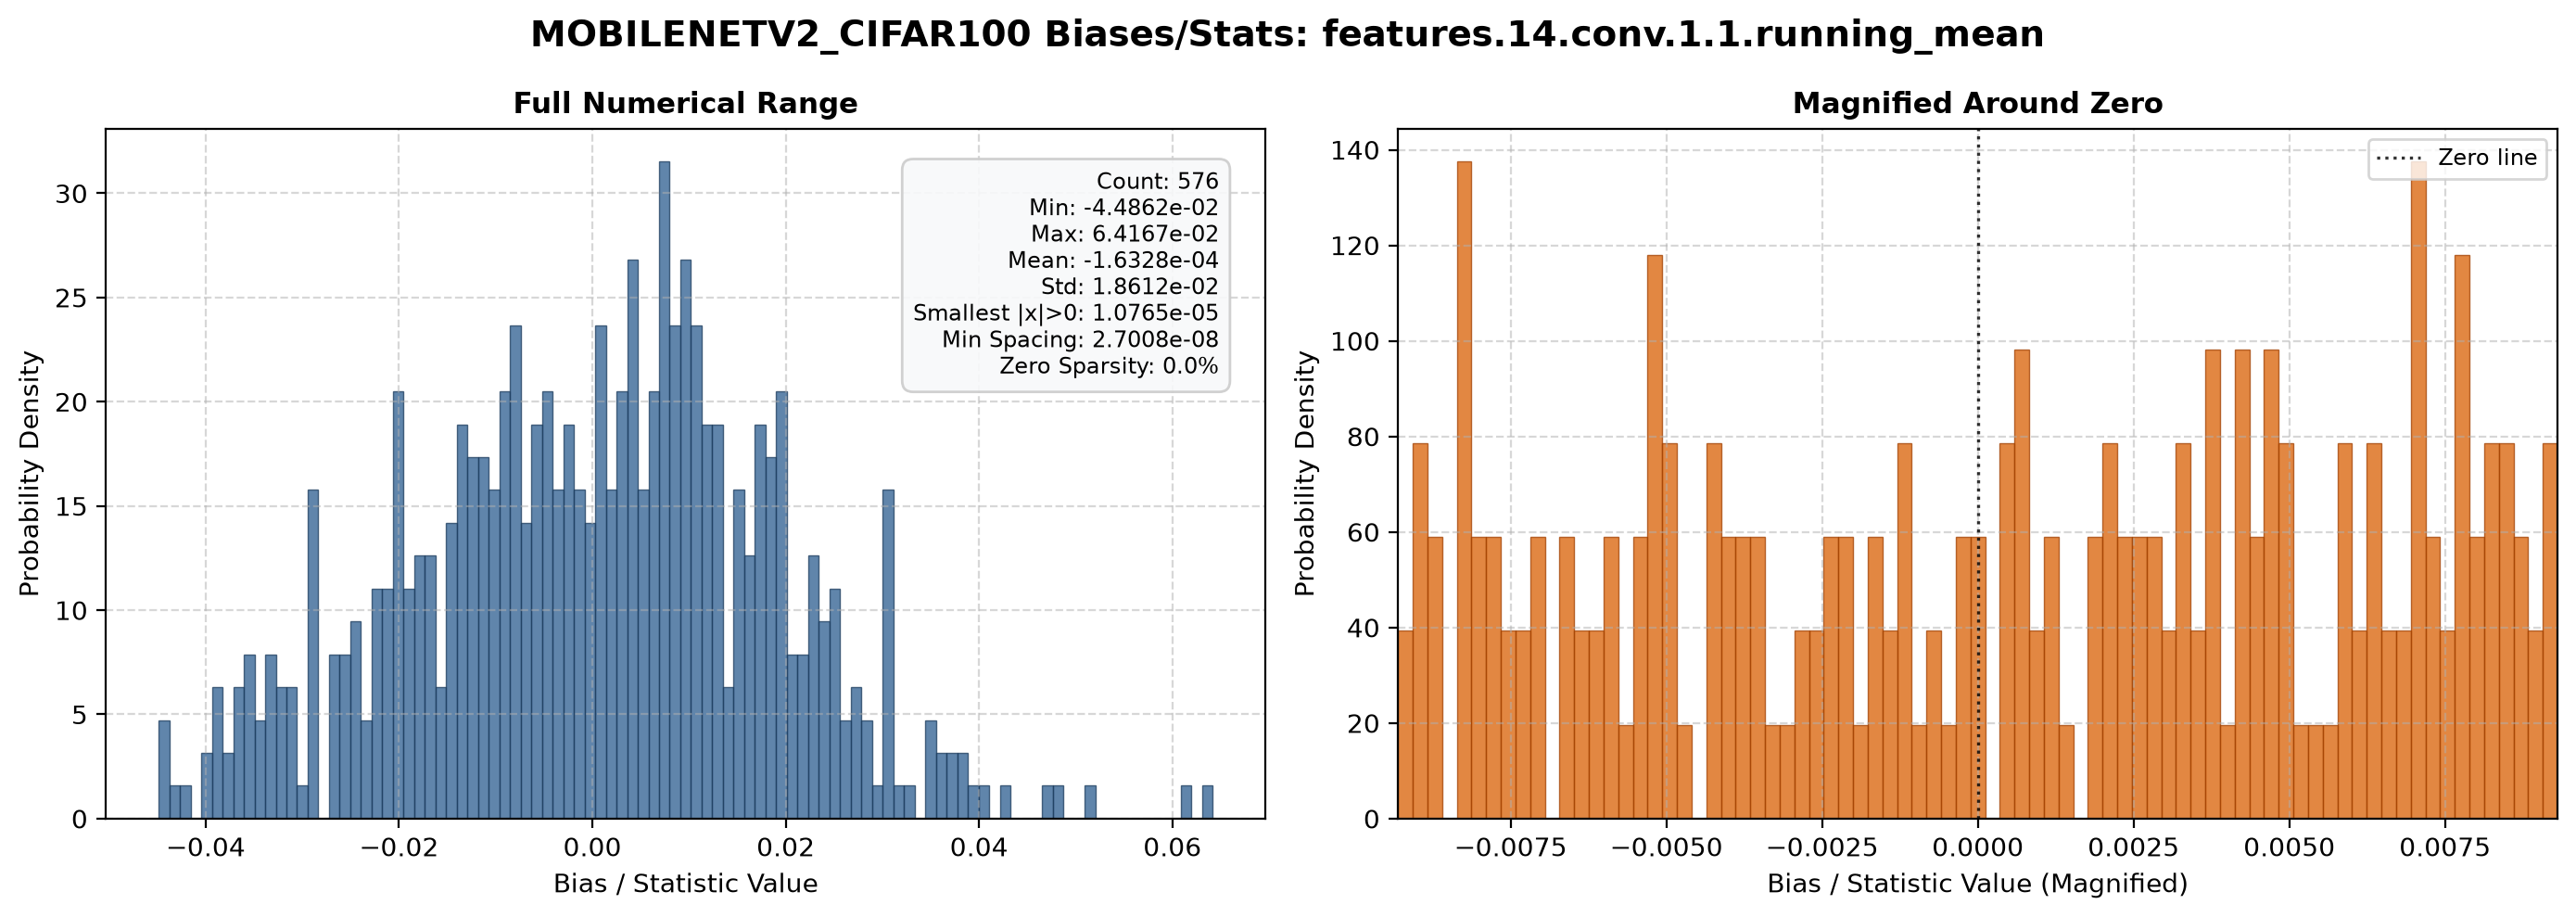 MOBILENETV2_CIFAR100 Biases/Stats: features.14.conv.1.1.running_mean
Full Numerical Range
Probability Density
30
25
20
15
10
5
0
Count: 576
Min: -4.4862e-02
Max: 6.4167e-02
Mean: -1.6328e-04
Std: 1.8612e-02
Smallest |x|>0: 1.0765e-05
Min Spacing: 2.7008e-08
Zero Sparsity: 0.0%
−0.04 −0.02 0.00 0.02 0.04 0.06
Bias / Statistic Value
Magnified Around Zero
Probability Density
140
120
100
80
60
40
20
0
Zero line
−0.0075 −0.0050 −0.0025 0.0000 0.0025 0.0050 0.0075
Bias / Statistic Value (Magnified)